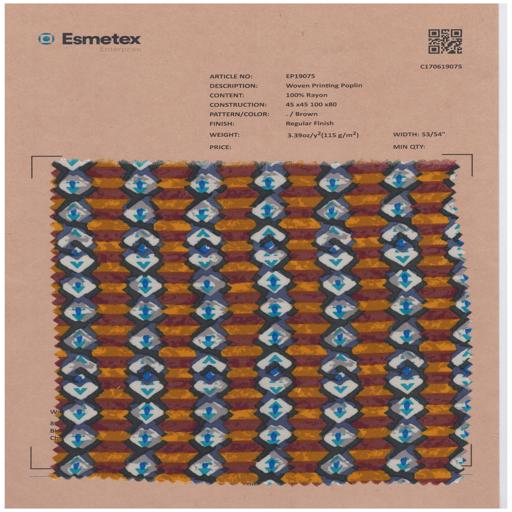 Esmetex
Enterprises
C170619075
ARTICLE NO: EP19075
DESCRIPTION: Woven Printing Poplin
CONTENT: 100% Rayon
CONSTRUCTION: 45 x45 100 x80
PATTERN/COLOR: . / Brown
FINISH: Regular Finish
WEIGHT: 3.39oz/y²(115 g/m²) WIDTH: 53/54"
PRICE: MIN QTY: